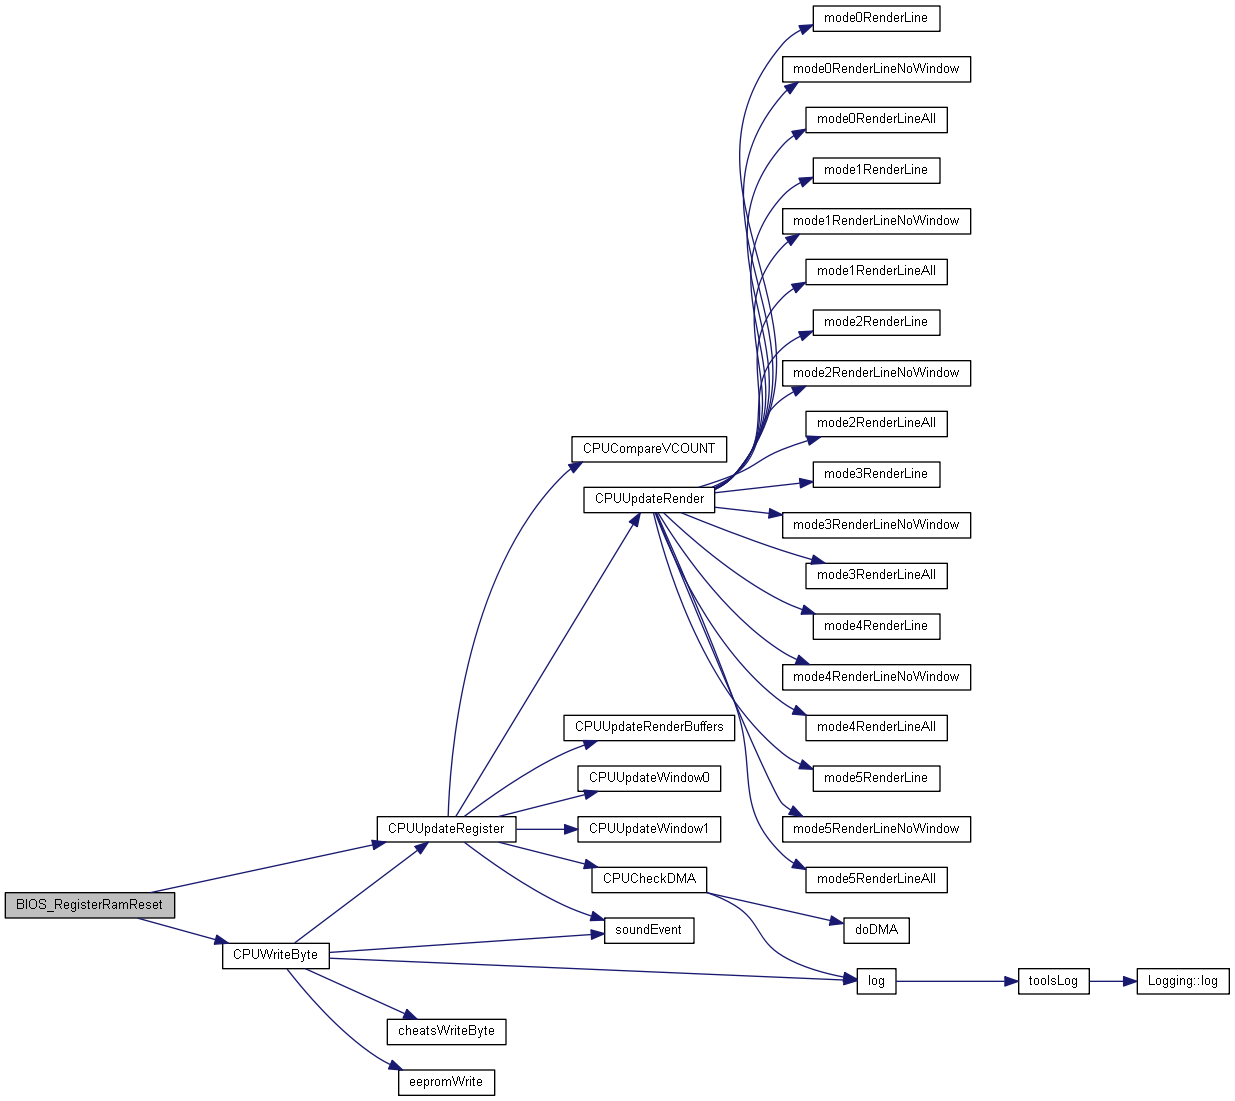 mode0RenderLine
mode0RenderLineNoWindow
mode0RenderLineAll
mode1RenderLine
mode1RenderLineNoWindow
mode1RenderLineAll
mode2RenderLine
mode2RenderLineNoWindow
mode2RenderLineAll
CPUCompareVCOUNT
mode3RenderLine
CPUUpdateRender
mode3RenderLineNoWindow
mode3RenderLineAll
mode4RenderLine
mode4RenderLineNoWindow
CPUUpdateRenderBuffers
mode4RenderLineAll
CPUUpdateWindow0
mode5RenderLine
CPUUpdateRegister
CPUUpdateWindow1
mode5RenderLineNoWindow
CPUCheckDMA
mode5RenderLineAll
BIOS_RegisterRamReset
soundEvent
doDMA
CPUWriteByte
log
toolsLog
Logging::log
cheatsWriteByte
eepromWrite